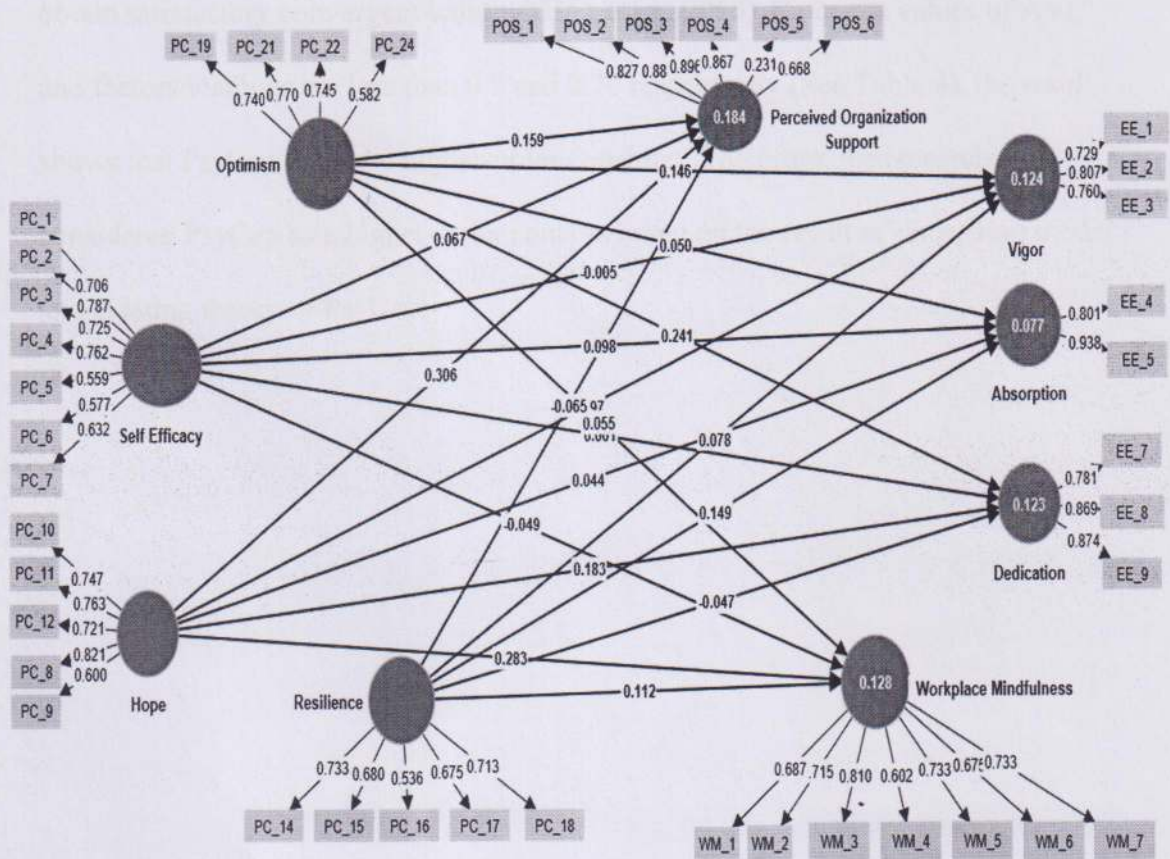 POS_1 POS_2 POS_3 POS_4 POS_5 POS_6
PC_19 PC_21 PC_22 PC_24
0.827 0.88 0.896 0.867 0.231 0.668
0.740 0.770 0.745 0.582
0.184
Perceived Organization
Support
Optimism
0.159
0.146
EE_1
EE_2
EE_3
0.729
0.807
0.760
0.124
Vigor
PC_1
PC_2
PC_3
PC_4
PC_5
PC_6
PC_7
0.706
0.787
0.725
0.762
0.559
0.577
0.632
Self Efficacy
0.067
0.050
-0.005
0.241
0.098
0.306
EE_4
EE_5
0.801
0.938
0.077
Absorption
-0.065
0.055
0.078
0.044
-0.049
0.149
EE_7
EE_8
EE_9
0.781
0.869
0.874
0.123
Dedication
PC_10
PC_11
PC_12
PC_8
PC_9
0.747
0.763
0.721
0.821
0.600
Hope
0.183
-0.047
0.283
0.112
Resilience
0.128
Workplace Mindfulness
0.733 0.680 0.536 0.675 0.713
PC_14 PC_15 PC_16 PC_17 PC_18
0.687 0.715 0.810 0.602 0.733 0.675 0.733
WM_1 WM_2 WM_3 WM_4 WM_5 WM_6 WM_7